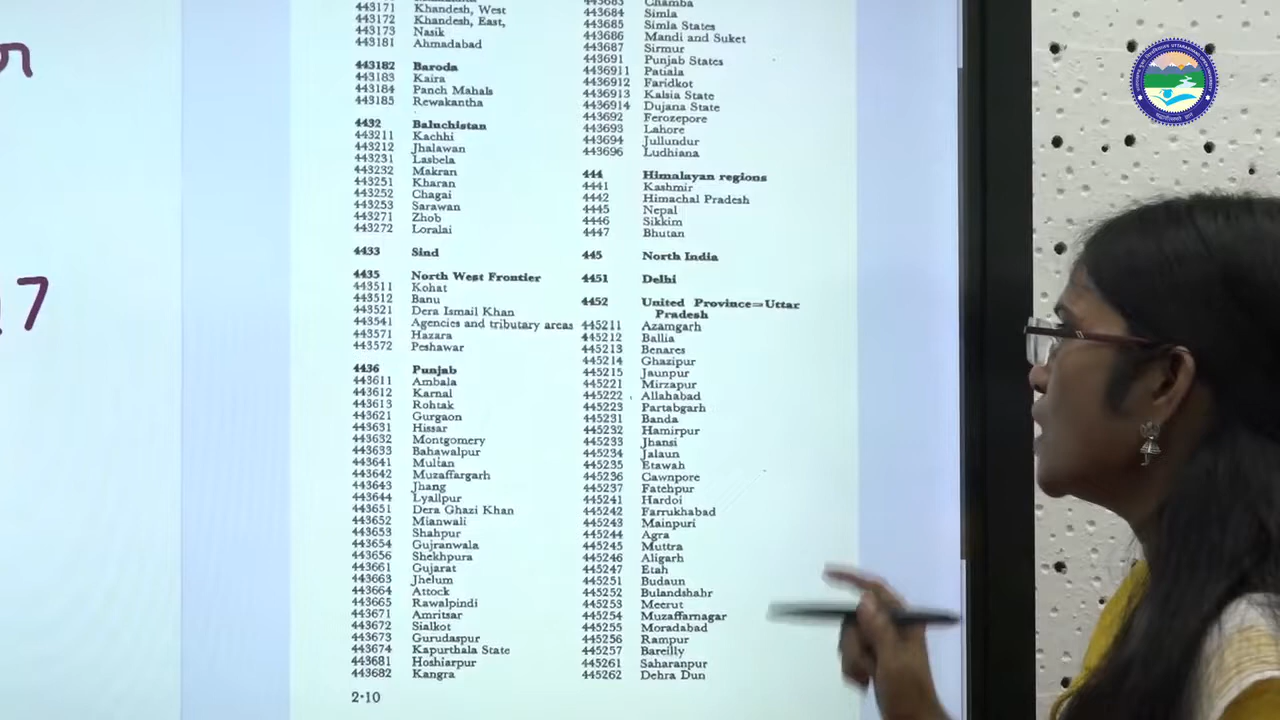 7
443171 Khandesh, West
443172 Khandesh, East,
443173 Nasik
443181 Ahmadabad
443182 Baroda
443183 Kaira
443184 Panch Mahals
443185 Rewakantha
4432 Baluchistan
443211 Kachhi
443212 Jhalawan
443231 Lasbela
443232 Makran
443251 Kharan
443252 Chagai
443253 Sarawan
443271 Zhob
443272 Loralai
4433 Sind
4435 North West Frontier
443511 Kohat
443512 Banu
443521 Dera Ismail Khan
443541 Agencies and tributary areas
443571 Hazara
443572 Peshawar
4436 Punjab
443611 Ambala
443612 Karnal
443613 Rohtak
443621 Gurgaon
443631 Hissar
443632 Montgomery
443633 Bahawalpur
443641 Multan
443642 Muzaffargarh
443643 Jhang
443644 Lyallpur
443651 Dera Ghazi Khan
443652 Mianwali
443653 Shahpur
443654 Gujranwala
443656 Shekhpura
443661 Gujarat
443663 Jhelum
443664 Attock
443665 Rawalpindi
443671 Amritsar
443672 Sialkot
443673 Gurudaspur
443674 Kapurthala State
443681 Hoshiarpur
443682 Kangra
2·10
443683 Chamba
443684 Simla
443685 Simla States
443686 Mandi and Suket
443687 Sirmur
443691 Punjab States
4436911 Patiala
4436912 Faridkot
4436913 Kalsia State
4436914 Dujana State
443692 Ferozepore
443693 Lahore
443694 Jullundur
443696 Ludhiana
444 Himalayan regions
4441 Kashmir
4442 Himachal Pradesh
4445 Nepal
4446 Sikkim
4447 Bhutan
445 North India
4451 Delhi
4452 United Province=Uttar
Pradesh
445211 Azamgarh
445212 Ballia
445213 Benares
445214 Ghazipur
445215 Jaunpur
445221 Mirzapur
445222 Allahabad
445223 Partabgarh
445231 Banda
445232 Hamirpur
445233 Jhansi
445234 Jalaun
445235 Etawah
445236 Cawnpore
445237 Fatehpur
445241 Hardoi
445242 Farrukhabad
445243 Mainpuri
445244 Agra
445245 Muttra
445246 Aligarh
445247 Etah
445251 Budaun
445252 Bulandshahr
445253 Meerut
445254 Muzaffarnagar
445255 Moradabad
445256 Rampur
445257 Bareilly
445261 Saharanpur
445262 Dehra Dun